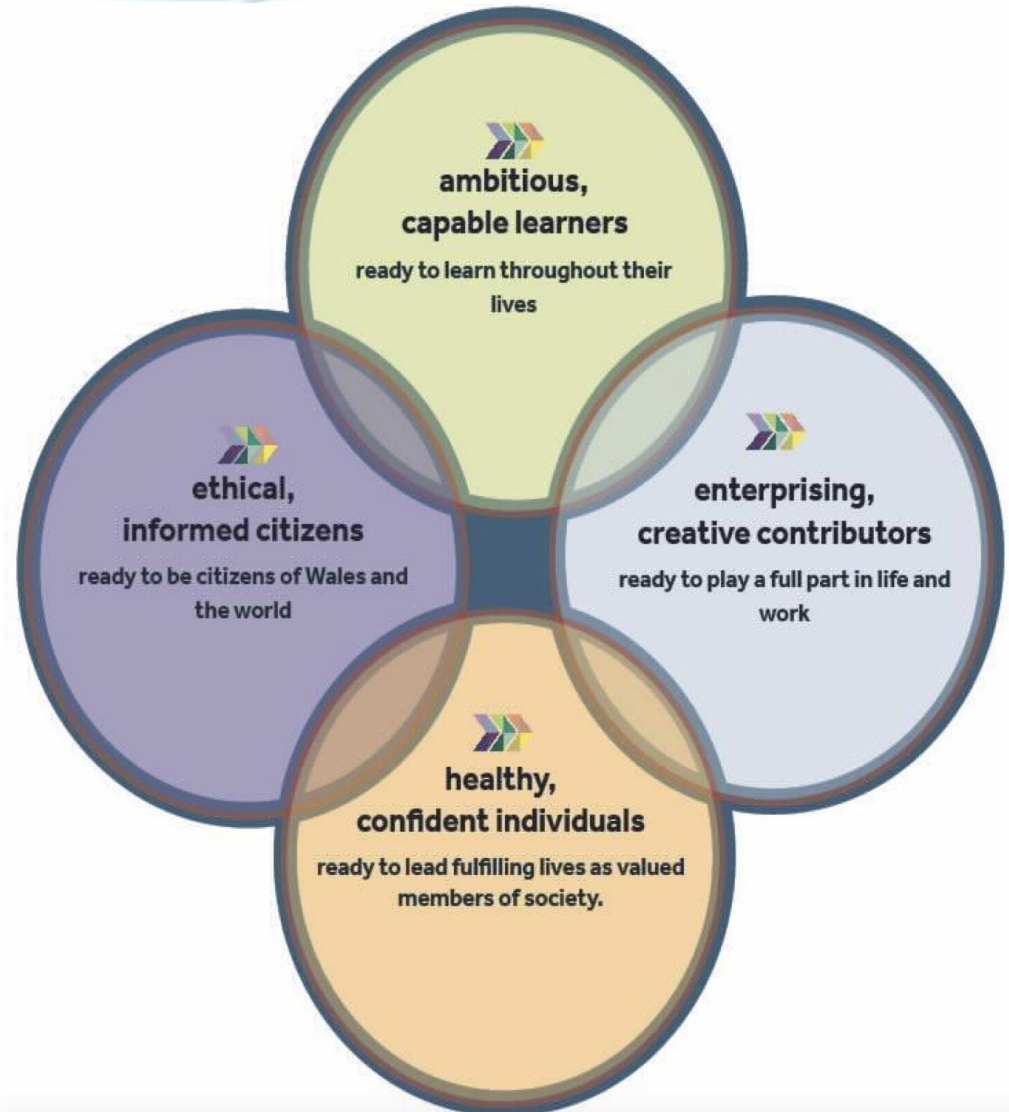 ambitious,
capable learners
ready to learn throughout their
lives
ethical,
informed citizens
ready to be citizens of Wales and
the world
enterprising,
creative contributors
ready to play a full part in life and
work
healthy,
confident individuals
ready to lead fulfilling lives as valued
members of society.